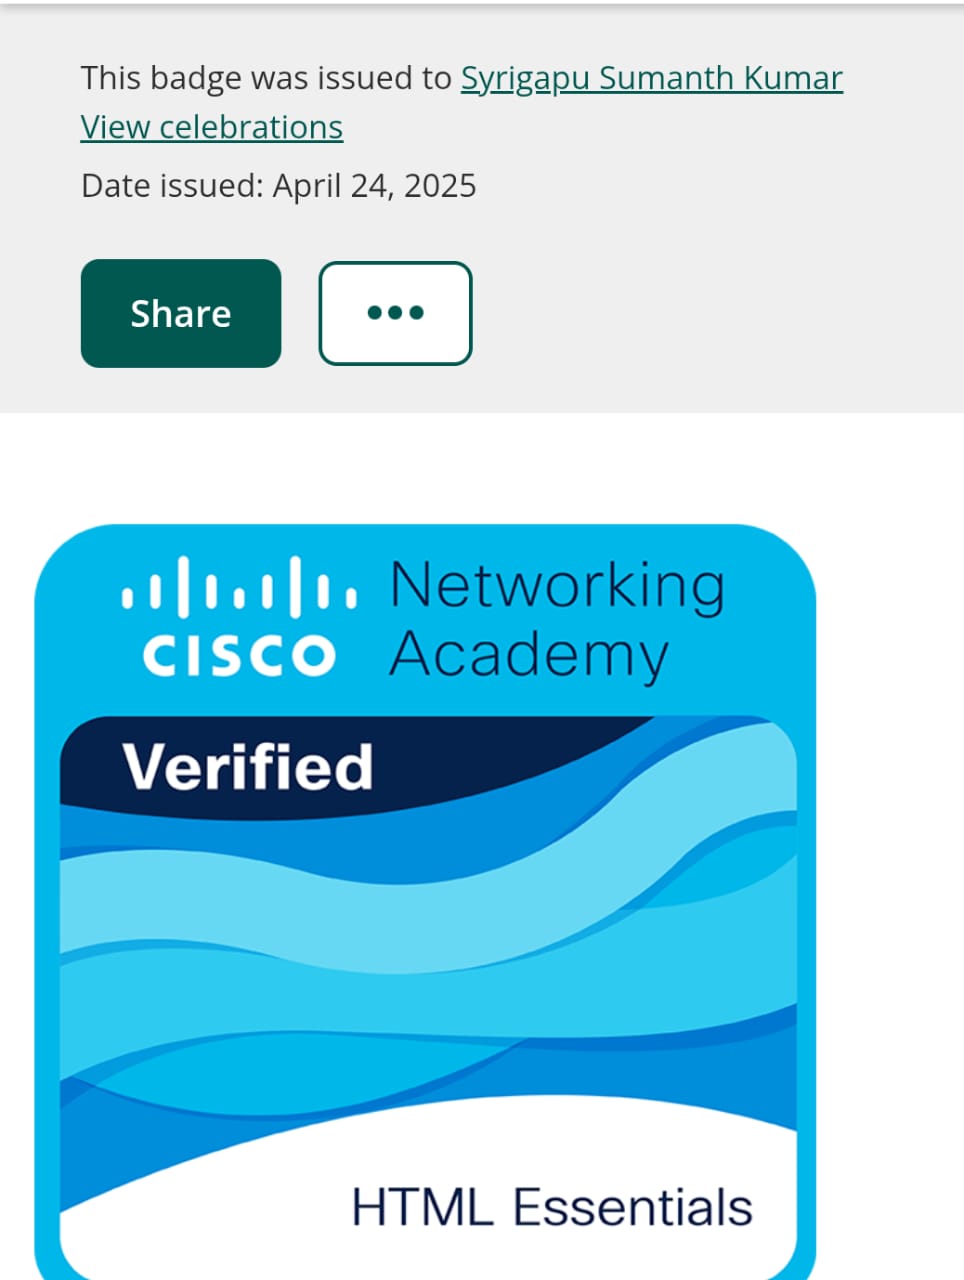 This badge was issued to Syrigapu Sumanth Kumar
View celebrations
Date issued: April 24, 2025
Share
•••
CISCO
Networking
Academy
Verified
HTML Essentials